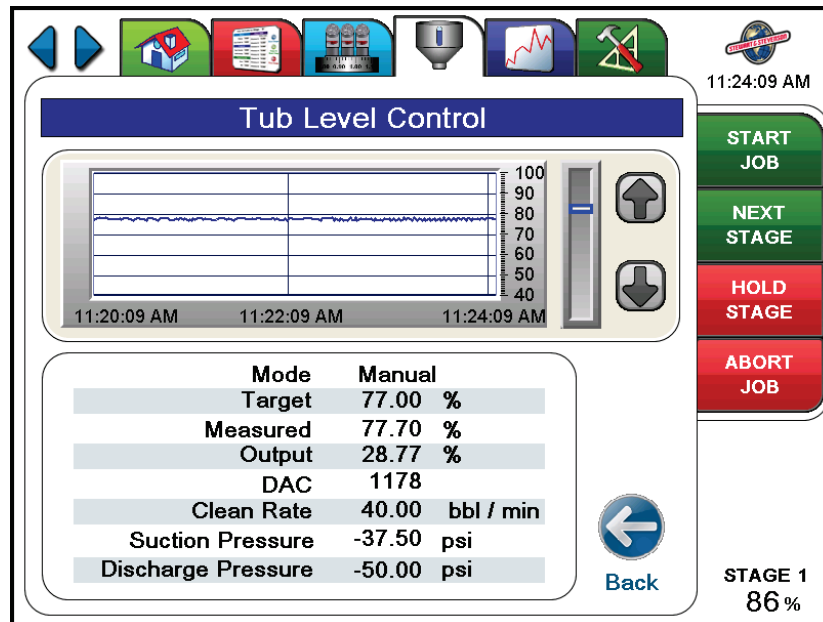 STEWART & STEVENSON
11:24:09 AM
Tub Level Control
100
90
80
70
60
50
40
11:20:09 AM 11:22:09 AM 11:24:09 AM
START
JOB
NEXT
STAGE
HOLD
STAGE
ABORT
JOB
Mode Manual
Target 77.00 %
Measured 77.70 %
Output 28.77 %
DAC 1178
Clean Rate 40.00 bbl / min
Suction Pressure -37.50 psi
Discharge Pressure -50.00 psi
Back
STAGE 1
86 %